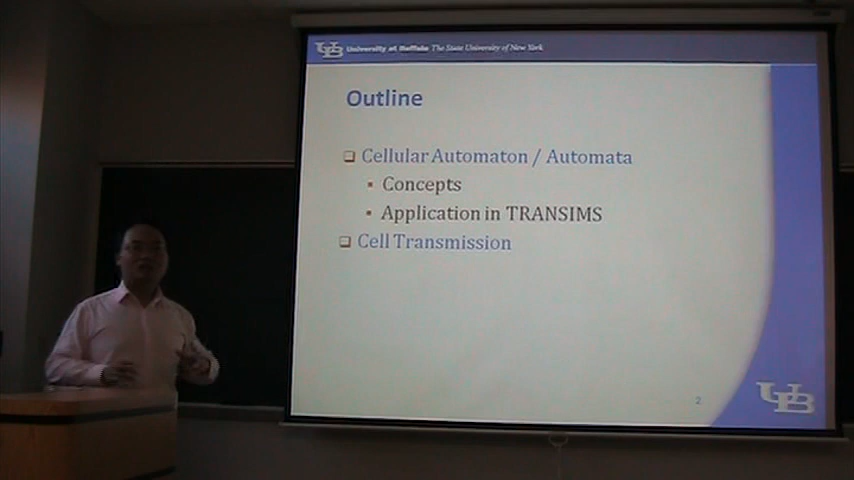 UB University at Buffalo The State University of New York
Outline
Cellular Automaton / Automata
Concepts
Application in TRANSIMS
Cell Transmission
2
UB